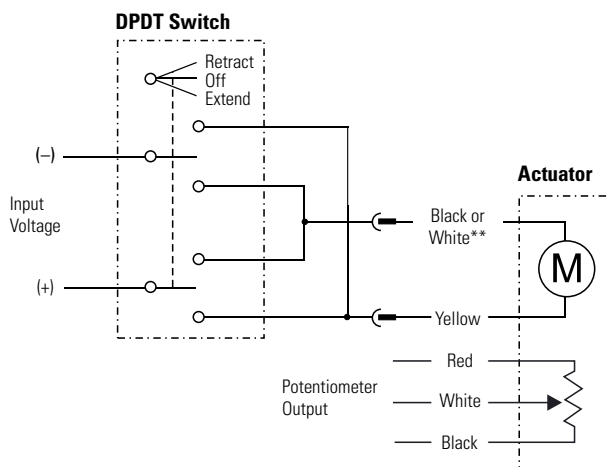 DPDT Switch
Retract
Off
Extend
(–)
Input
Voltage
(+)
Actuator
Black or
White**
M
Yellow
Red
Potentiometer
Output
White
Black